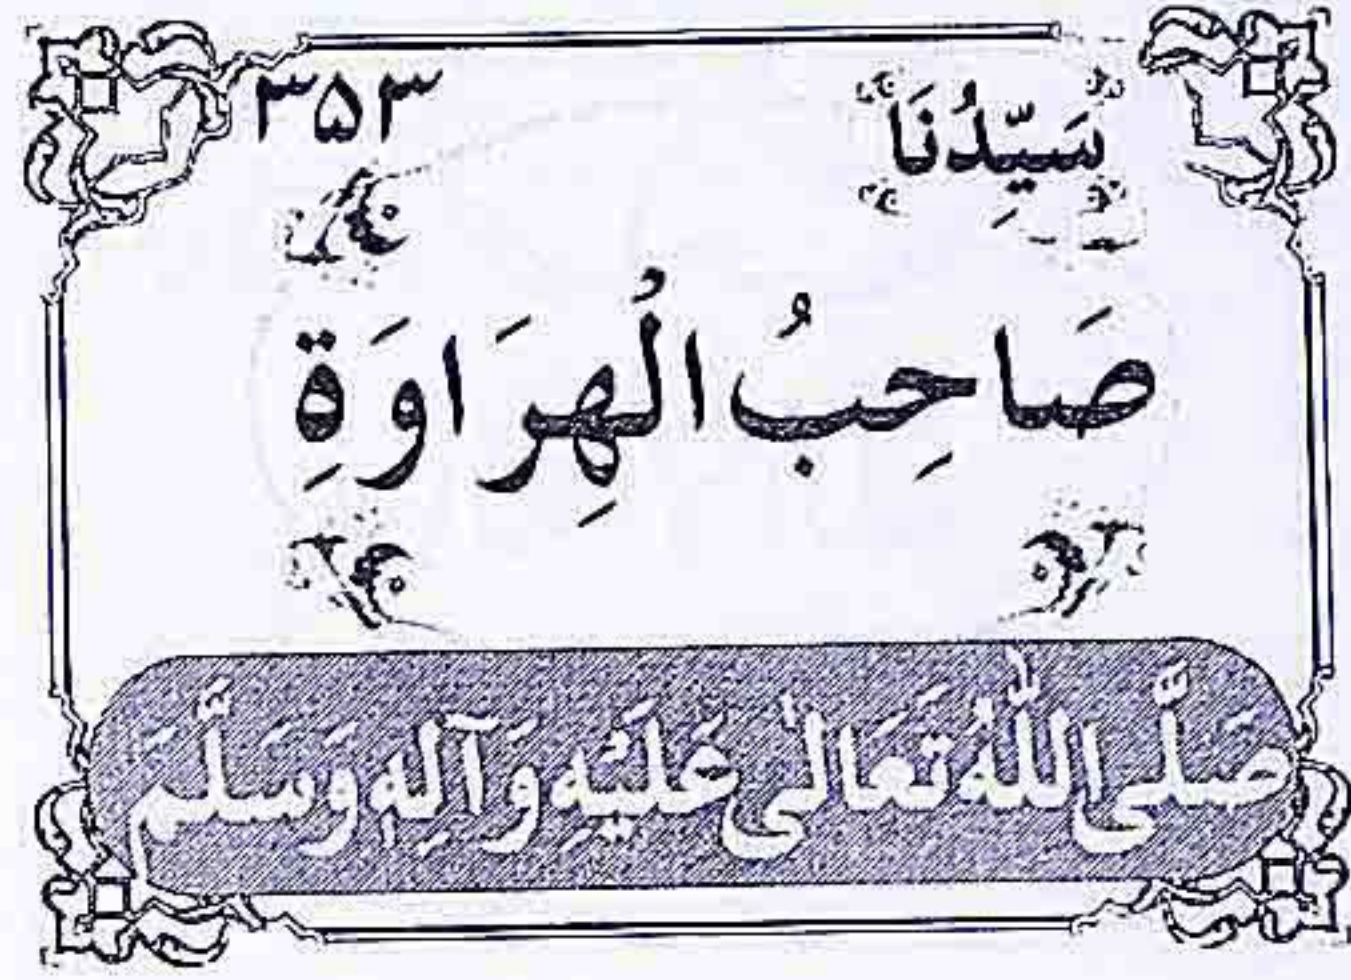 سَيِّدُنَا ۳۵۳
صَاحِبُ الْهِرَاوَةِ
صَلَّى اللّٰهُ تَعَالٰى عَلَيْهِ وَآلِهٖ وَسَلَّمَ